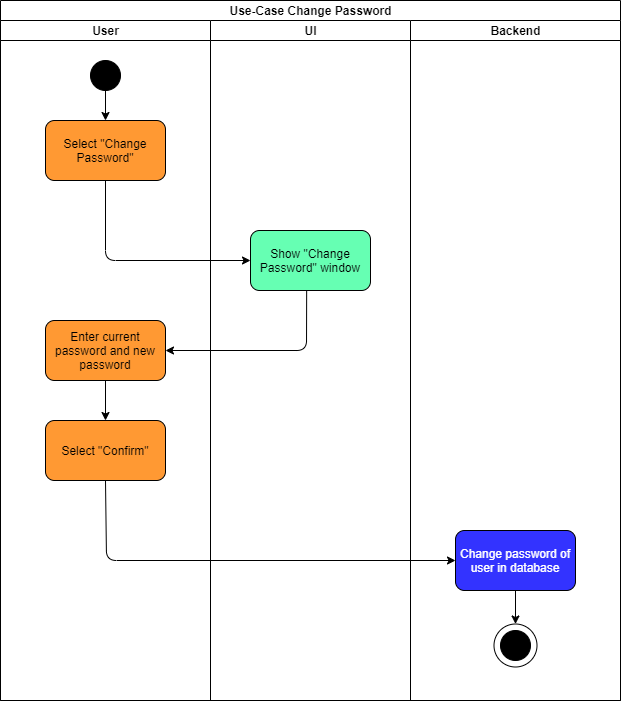 Use-Case Change Password
User
UI
Backend
Select "Change
Password"
Show "Change
Password" window
Enter current
password and new
password
Select "Confirm"
Change password of
user in database